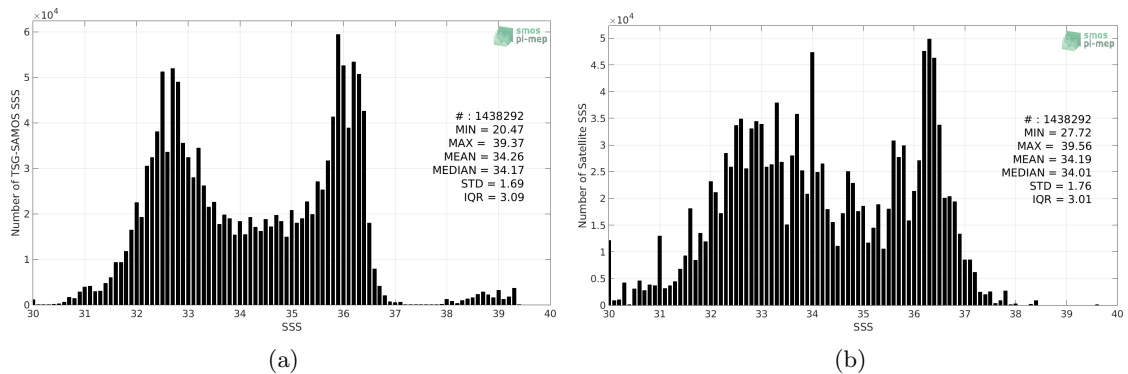 ×10⁴
smos
pi-mep
6
5
4
3
2
1
0
Number of TSG-SAMOS SSS
# : 1438292
MIN = 20.47
MAX = 39.37
MEAN = 34.26
MEDIAN = 34.17
STD = 1.69
IQR = 3.09
30 31 32 33 34 35 36 37 38 39 40
SSS
(a)
×10⁴
smos
pi-mep
5
4.5
4
3.5
3
2.5
2
1.5
1
0.5
0
Number of Satellite SSS
# : 1438292
MIN = 27.72
MAX = 39.56
MEAN = 34.19
MEDIAN = 34.01
STD = 1.76
IQR = 3.01
30 31 32 33 34 35 36 37 38 39 40
SSS
(b)